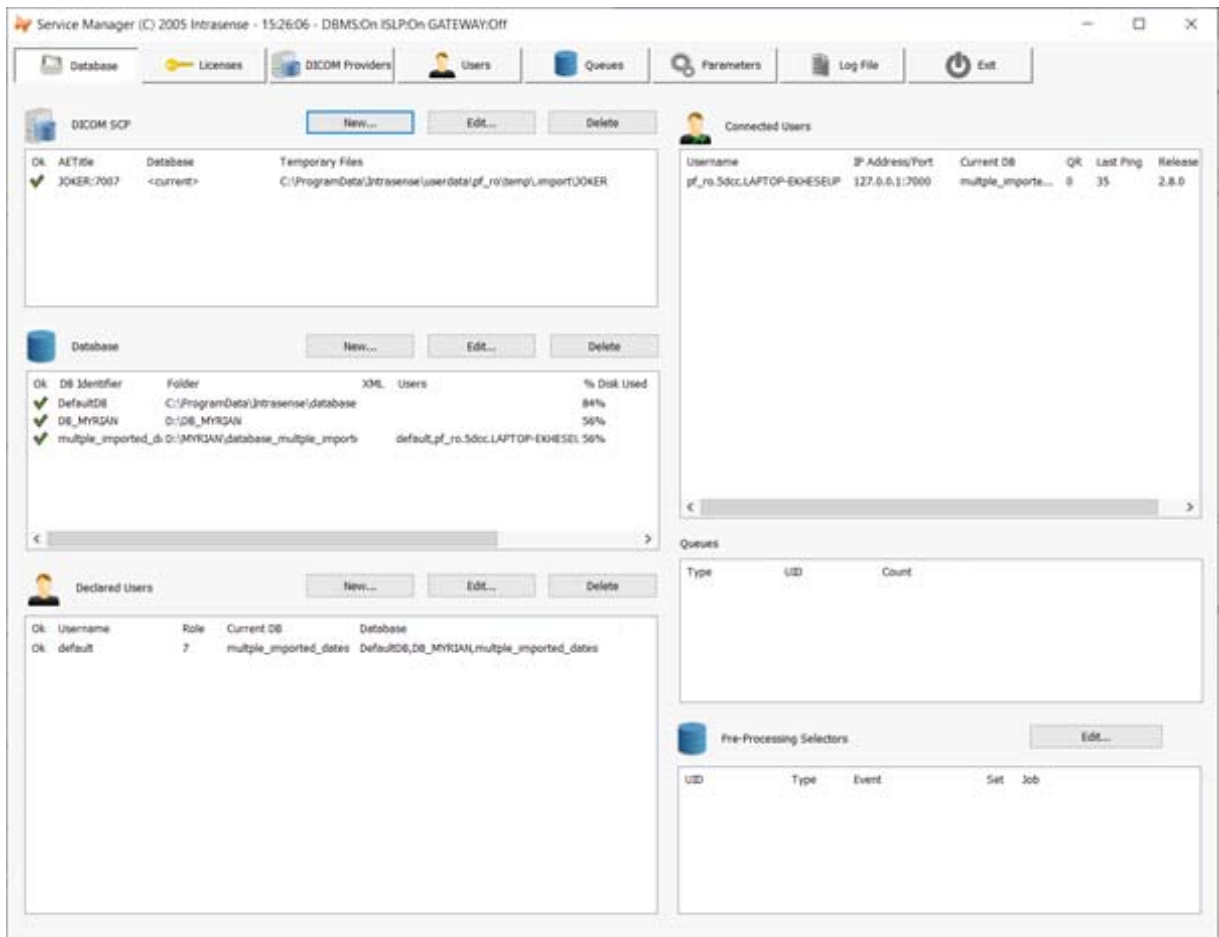 Service Manager (C) 2005 Intrasense - 15:26:06 - DBMS:On ISLP:On GATEWAY:Off
Database Licenses DICOM Providers Users Queues Parameters Log File Exit
DICOM SCP New... Edit... Delete
Ok AETitle Database Temporary Files
JOKER:7007 <current> C:\ProgramData\Intrasense\userdata\pf_ro\temp\.import\JOKER
Database New... Edit... Delete
Ok DB Identifier Folder XML Users % Disk Used
DefaultDB C:\ProgramData\Intrasense\database 84%
DB_MYRIAN D:\DB_MYRIAN 56%
multple_imported_d D:\MYRIAN\database_multiple_import default,pf_ro.5dcc.LAPTOP-EKHESEU 56%
Declared Users New... Edit... Delete
Ok Username Role Current DB Database
Ok default 7 multple_imported_dates DefaultDB,DB_MYRIAN,multple_imported_dates
Connected Users
Username IP Address/Port Current DB QR Last Ping Release
pf_ro.5dcc.LAPTOP-EKHESEUP 127.0.0.1:7000 multple_importe... 0 35 2.8.0
Queues
Type UID Count
Pre-Processing Selectors Edit...
UID Type Event Set Job